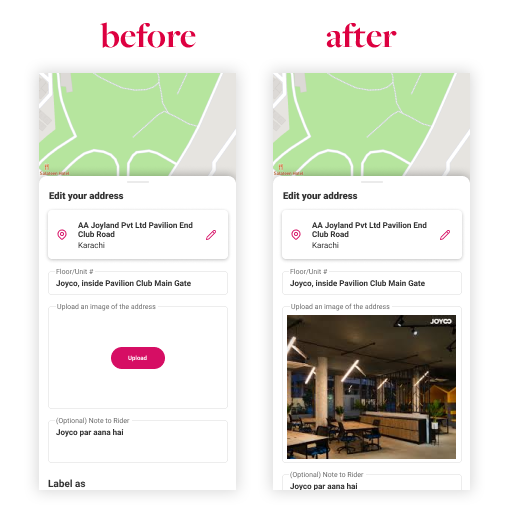 before
after
Edit your address
AA Joyland Pvt Ltd Pavilion End
Club Road
Karachi
Floor/Unit #
Joyco, inside Pavilion Club Main Gate
Upload an image of the address
Upload
(Optional) Note to Rider
Joyco par aana hai
Label as
Edit your address
AA Joyland Pvt Ltd Pavilion End
Club Road
Karachi
Floor/Unit #
Joyco, inside Pavilion Club Main Gate
Upload an image of the address
JOYCO
(Optional) Note to Rider
Joyco par aana hai